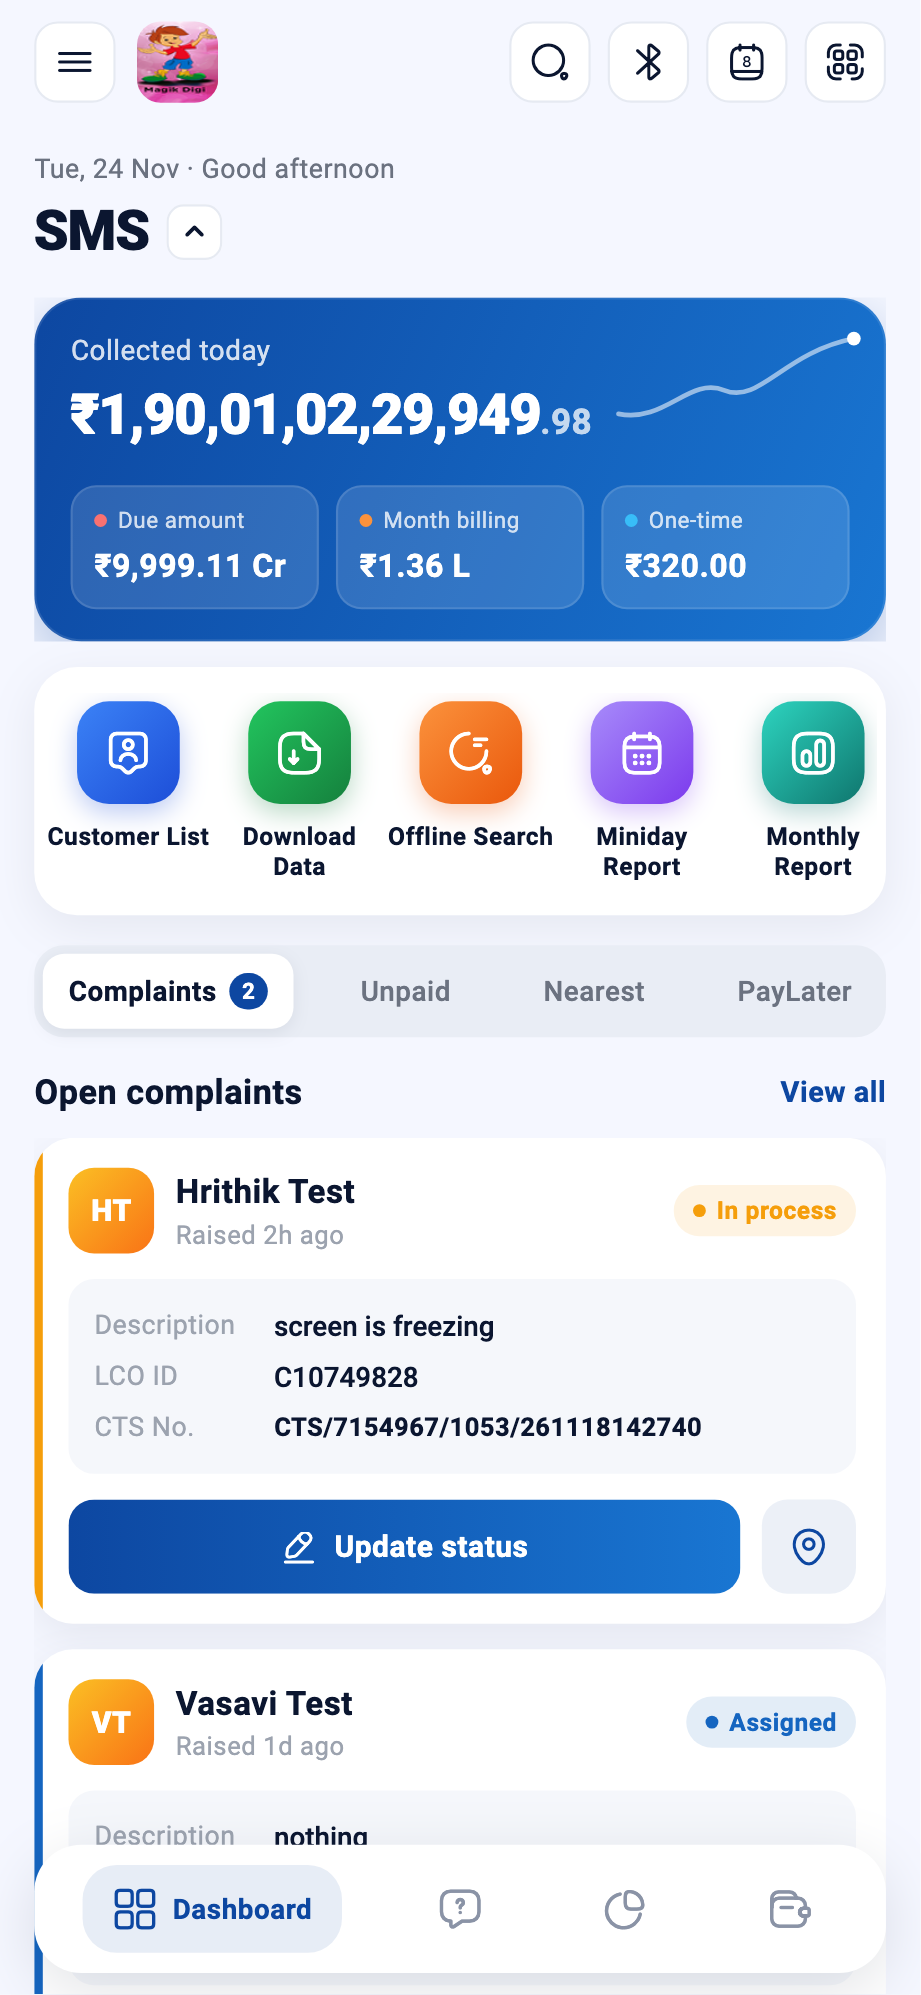 Magik Digi
8
Tue, 24 Nov · Good afternoon
SMS
Collected today
₹1,90,01,02,29,949.98
Due amount
₹9,999.11 Cr
Month billing
₹1.36 L
One-time
₹320.00
Customer List
Download
Data
Offline Search
Miniday
Report
Monthly
Report
Complaints 2
Unpaid
Nearest
PayLater
Open complaints
View all
HT
Hrithik Test
Raised 2h ago
In process
Description screen is freezing
LCO ID C10749828
CTS No. CTS/7154967/1053/261118142740
Update status
VT
Vasavi Test
Raised 1d ago
Assigned
Description nothing
Dashboard
?